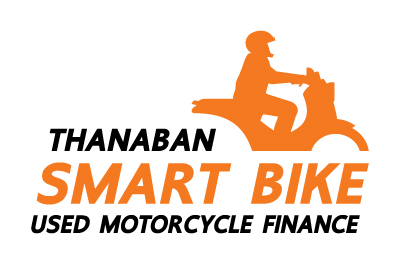 THANABAN
SMART BIKE
USED MOTORCYCLE FINANCE